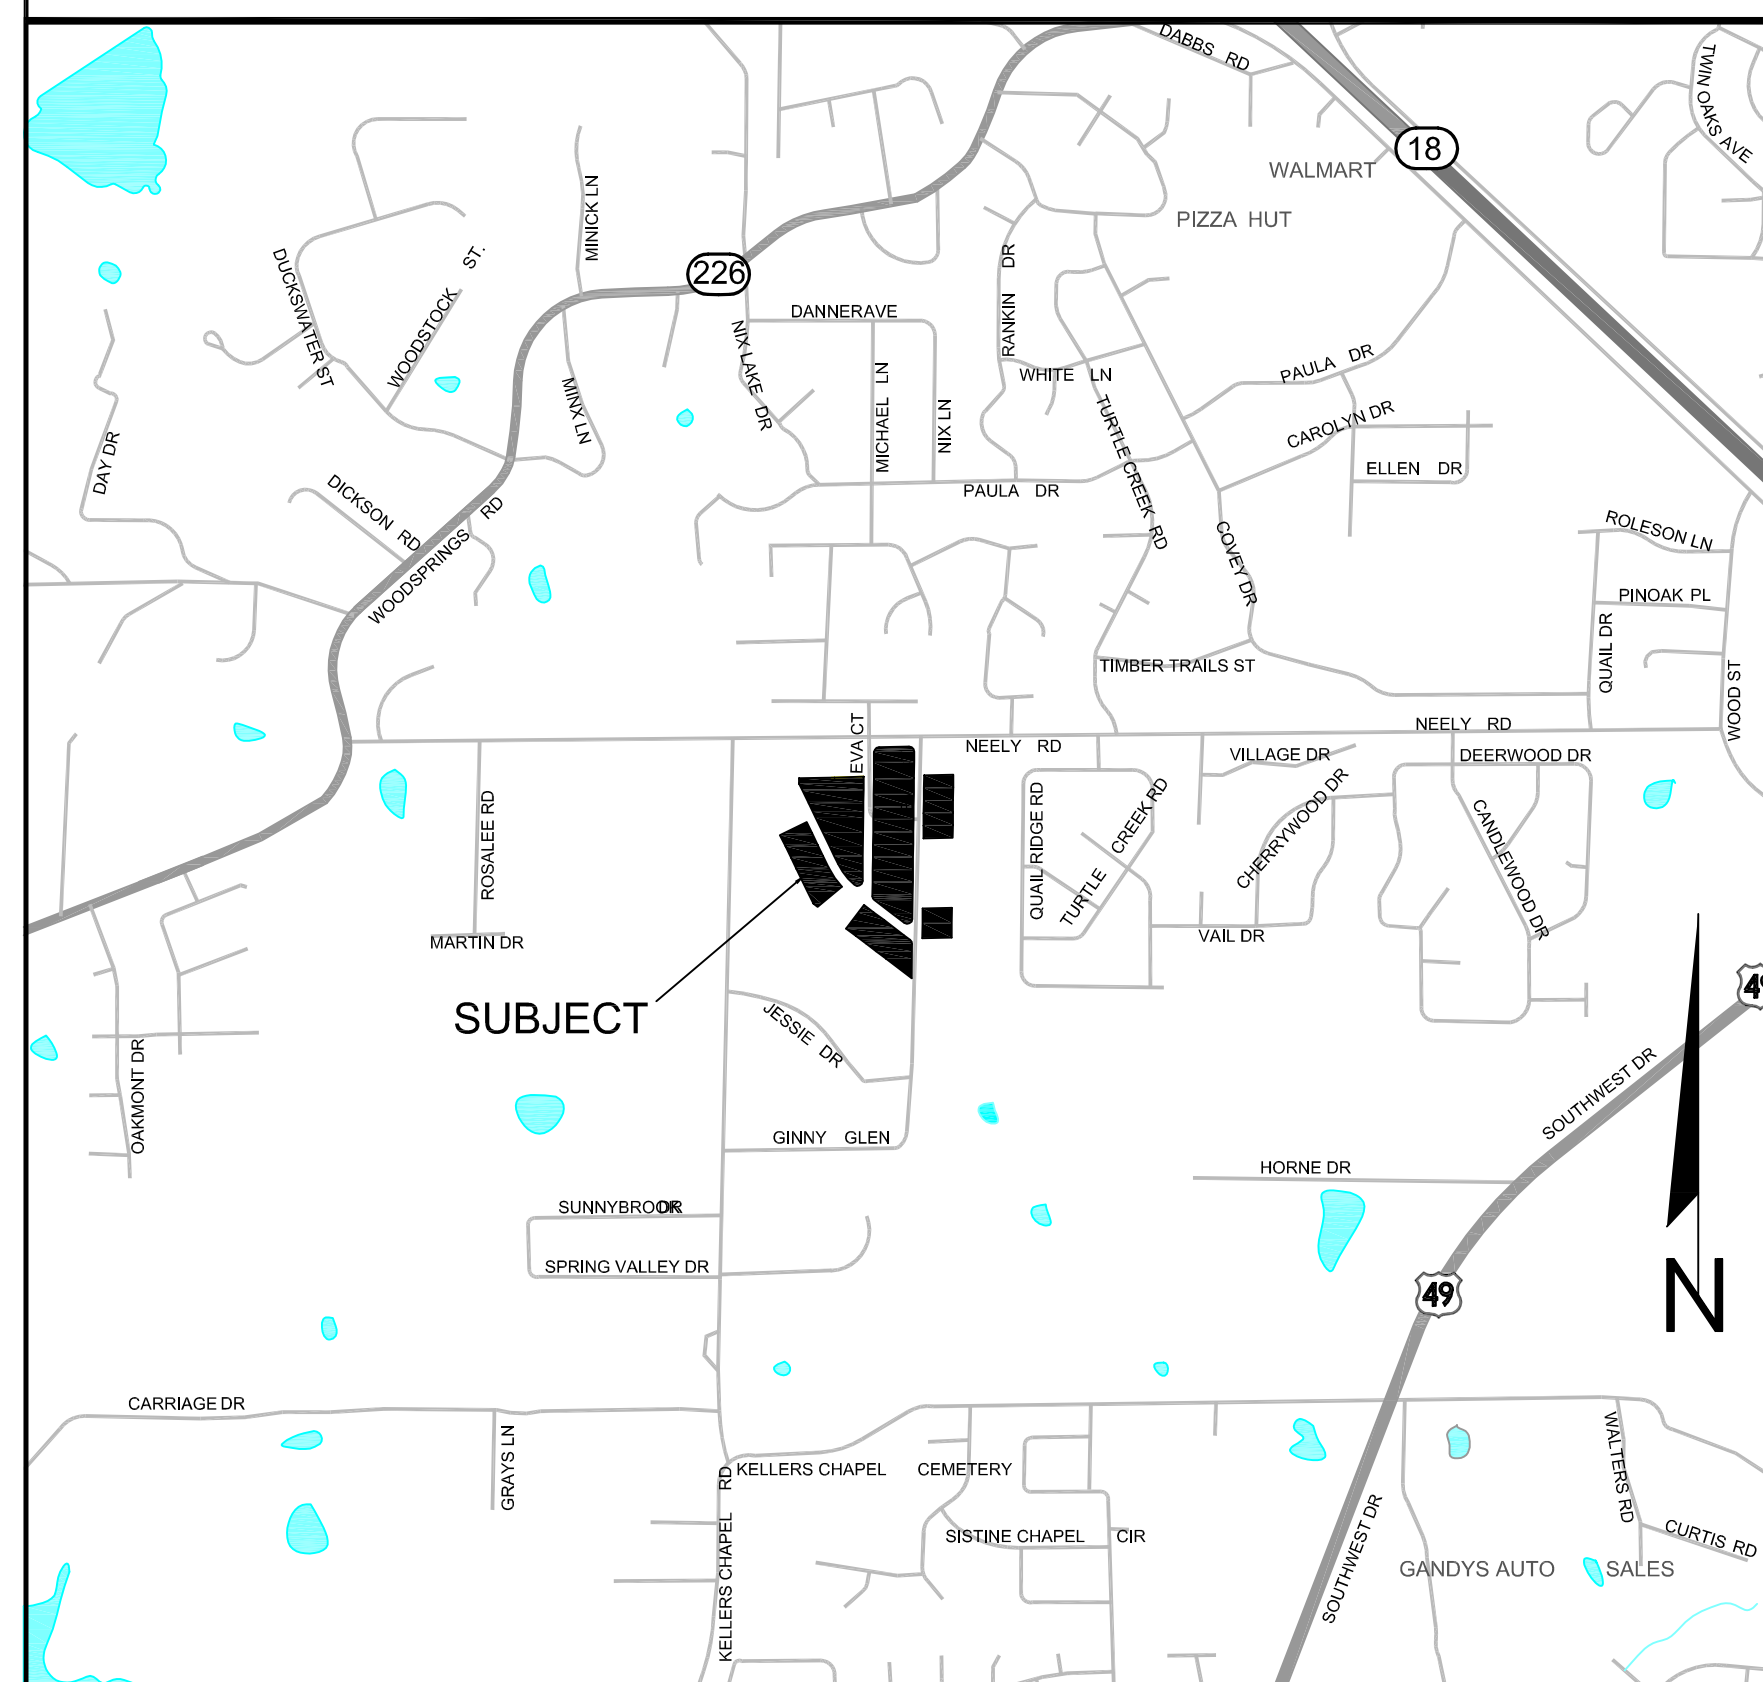 DABBS RD
TWIN OAKS AVE
18
WALMART
PIZZA HUT
MINICK LN
DUCKSWATER ST
WOODSTOCK ST.
226
RANKIN DR
DANNERAVE
NIX LAKE DR
MICHAEL LN
NIX LN
WHITE LN
PAULA DR
MINX LN
TURTLE CREEK RD
CAROLYN DR
ELLEN DR
DAY DR
DICKSON RD
WOODSPRINGS RD
PAULA DR
COVEY DR
ROLESON LN
PINOAK PL
QUAIL DR
TIMBER TRAILS ST
WOOD ST
EVA CT
NEELY RD
NEELY RD
VILLAGE DR
DEERWOOD DR
ROSALEE RD
QUAIL RIDGE RD
TURTLE CREEK RD
CHERRYWOOD DR
CANDLEWOOD DR
MARTIN DR
VAIL DR
49
SUBJECT
JESSIE DR
OAKMONT DR
SOUTHWEST DR
GINNY GLEN
HORNE DR
SUNNYBROOK DR
SPRING VALLEY DR
49
N
CARRIAGE DR
GRAYS LN
KELLERS CHAPEL CEMETERY
KELLERS CHAPEL RD
WALTERS RD
SISTINE CHAPEL CIR
CURTIS RD
SOUTHWEST DR
GANDYS AUTO SALES